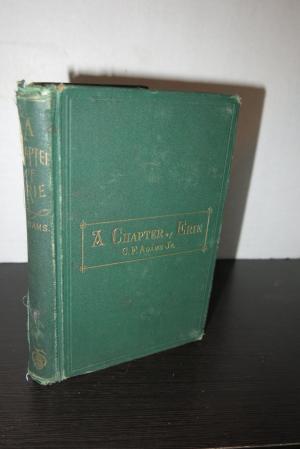 A
CHAPTER
OF
ERIE
ADAMS.
A CHAPTER of ERIE
C. F. ADAMS JR.